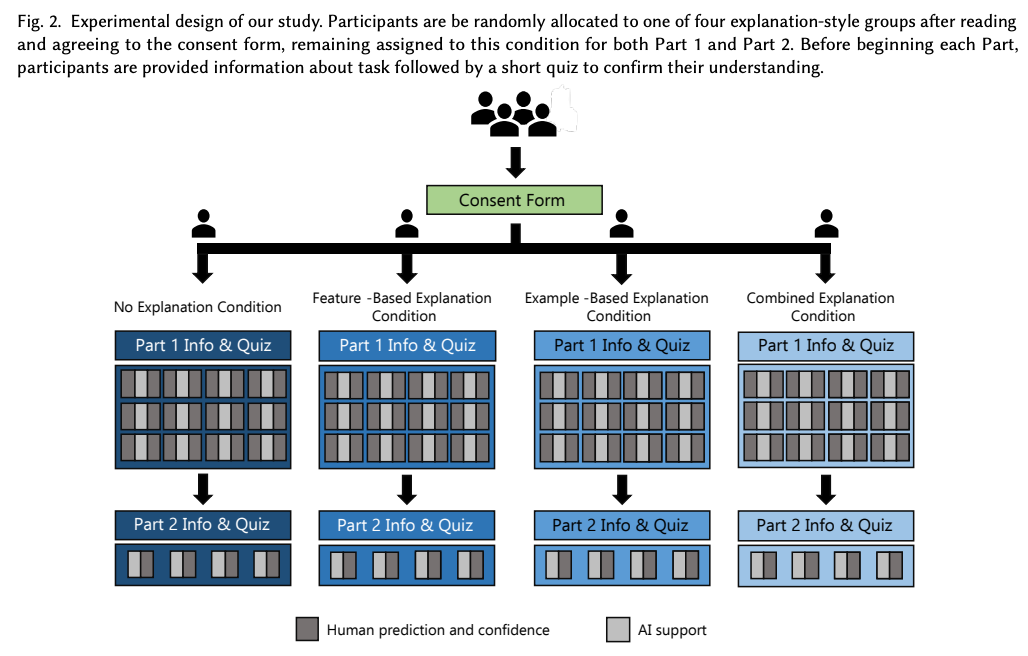 Fig. 2. Experimental design of our study. Participants are be randomly allocated to one of four explanation-style groups after reading
and agreeing to the consent form, remaining assigned to this condition for both Part 1 and Part 2. Before beginning each Part,
participants are provided information about task followed by a short quiz to confirm their understanding.
Consent Form
No Explanation Condition
Feature -Based Explanation
Condition
Example -Based Explanation
Condition
Combined Explanation
Condition
Part 1 Info & Quiz
Part 1 Info & Quiz
Part 1 Info & Quiz
Part 1 Info & Quiz
Part 2 Info & Quiz
Part 2 Info & Quiz
Part 2 Info & Quiz
Part 2 Info & Quiz
Human prediction and confidence
AI support